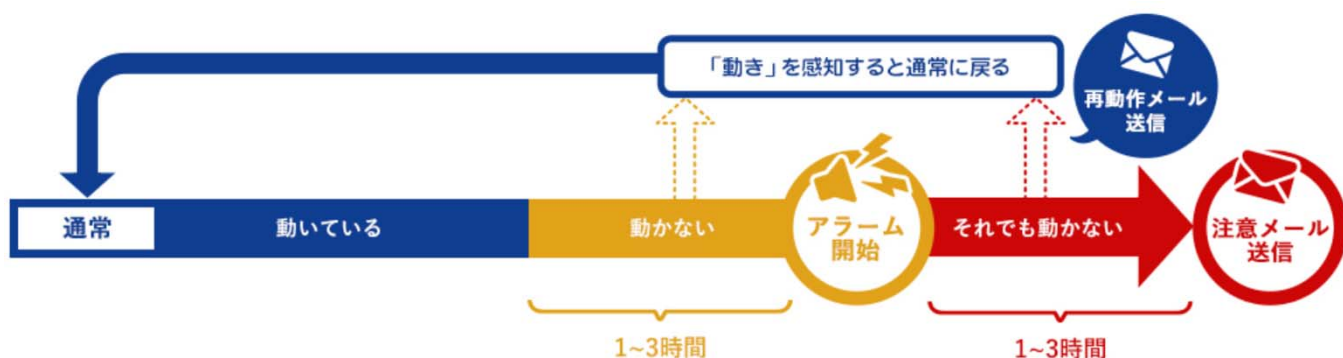 「動き」を感知すると通常に戻る
再動作メール
送信
通常
動いている
動かない
アラーム
開始
それでも動かない
注意メール
送信
1~3時間
1~3時間